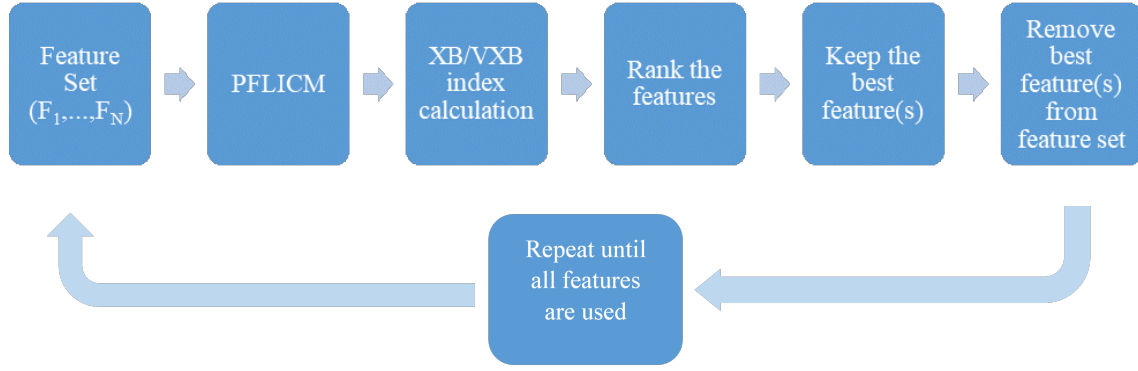 Feature
Set
(F₁,...,F_N)
PFLICM
XB/VXB
index
calculation
Rank the
features
Keep the
best
feature(s)
Remove
best
feature(s)
from
feature set
Repeat until
all features
are used